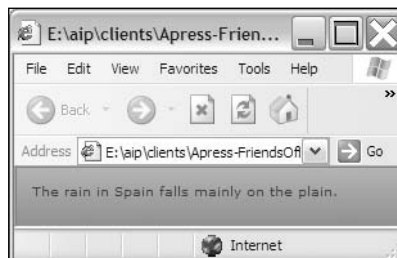 E:\aip\clients\Apress-Frien...
File Edit View Favorites Tools Help
Back
»
Address E:\aip\clients\Apress-FriendsOf Go
The rain in Spain falls mainly on the plain.
Internet